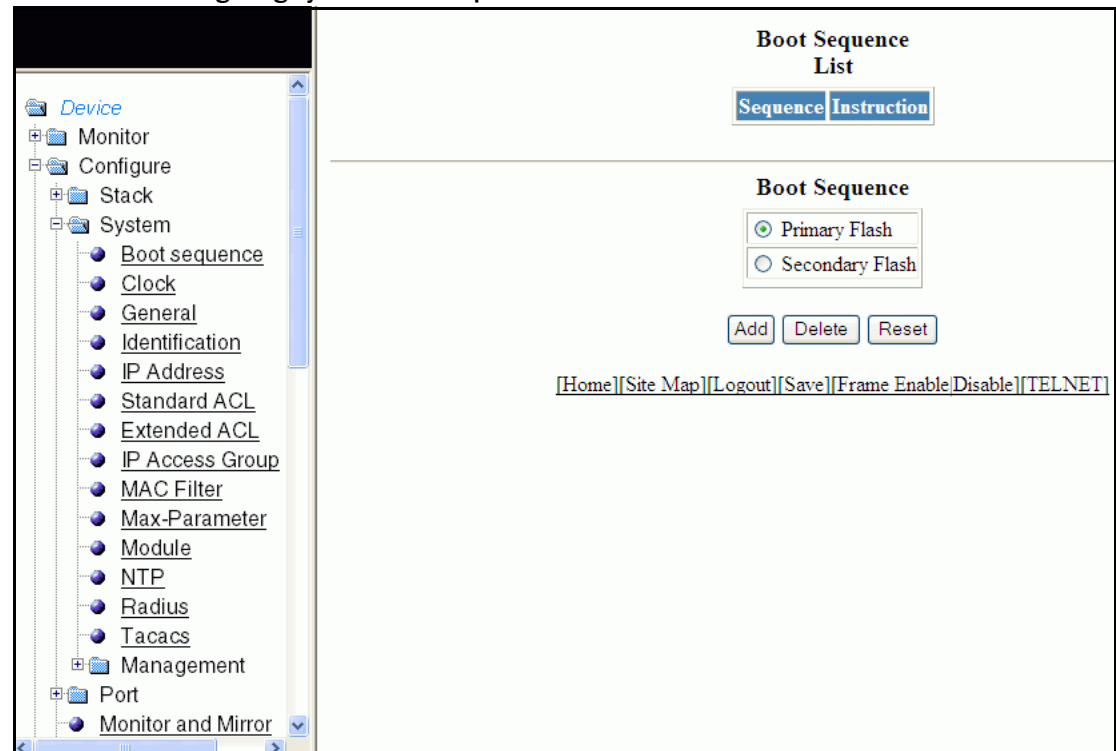 Device
Monitor
Configure
Stack
System
Boot sequence
Clock
General
Identification
IP Address
Standard ACL
Extended ACL
IP Access Group
MAC Filter
Max-Parameter
Module
NTP
Radius
Tacacs
Management
Port
Monitor and Mirror
Boot Sequence
List
Sequence Instruction
Boot Sequence
Primary Flash
Secondary Flash
Add Delete Reset
[Home][Site Map][Logout][Save][Frame Enable|Disable][TELNET]